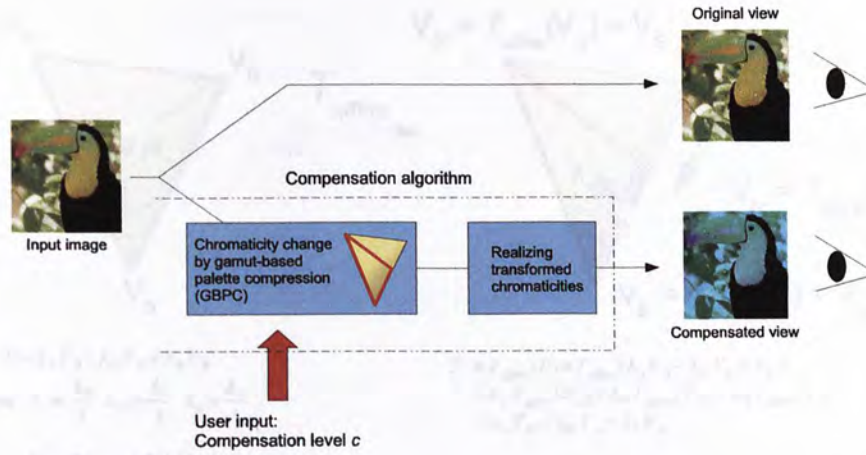 Original view
Compensation algorithm
Input image
Chromaticity change
by gamut-based
palette compression
(GBPC)
Realizing
transformed
chromaticities
Compensated view
User input:
Compensation level c